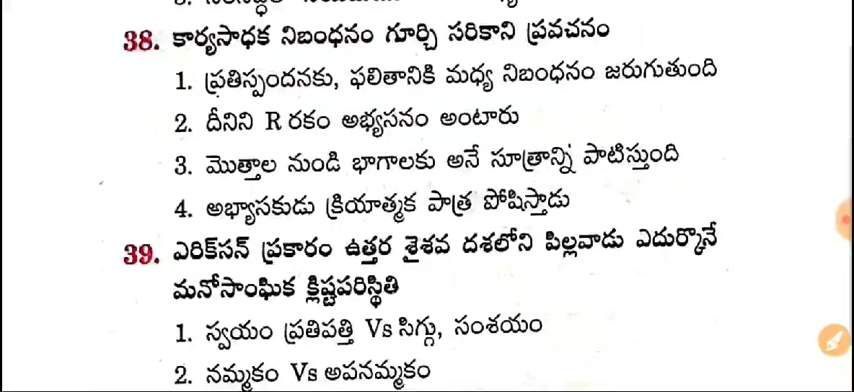 38. కార్యసాధక నిబంధనం గూర్చి సరికాని ప్రవచనం
1. ప్రతిస్పందనకు, ఫలితానికి మధ్య నిబంధనం జరుగుతుంది
2. దీనిని R రకం అభ్యసనం అంటారు
3. మొత్తాల నుండి భాగాలకు అనే సూత్రాన్ని పాటిస్తుంది
4. అభ్యాసకుడు క్రియాత్మక పాత్ర పోషిస్తాడు
39. ఎరిక్‌సన్ ప్రకారం ఉత్తర శైశవ దశలోని పిల్లవాడు ఎదుర్కొనే
మనోసాంఘిక క్లిష్టపరిస్థితి
1. స్వయం ప్రతిపత్తి Vs సిగ్గు, సంశయం
2. నమ్మకం Vs అపనమ్మకం